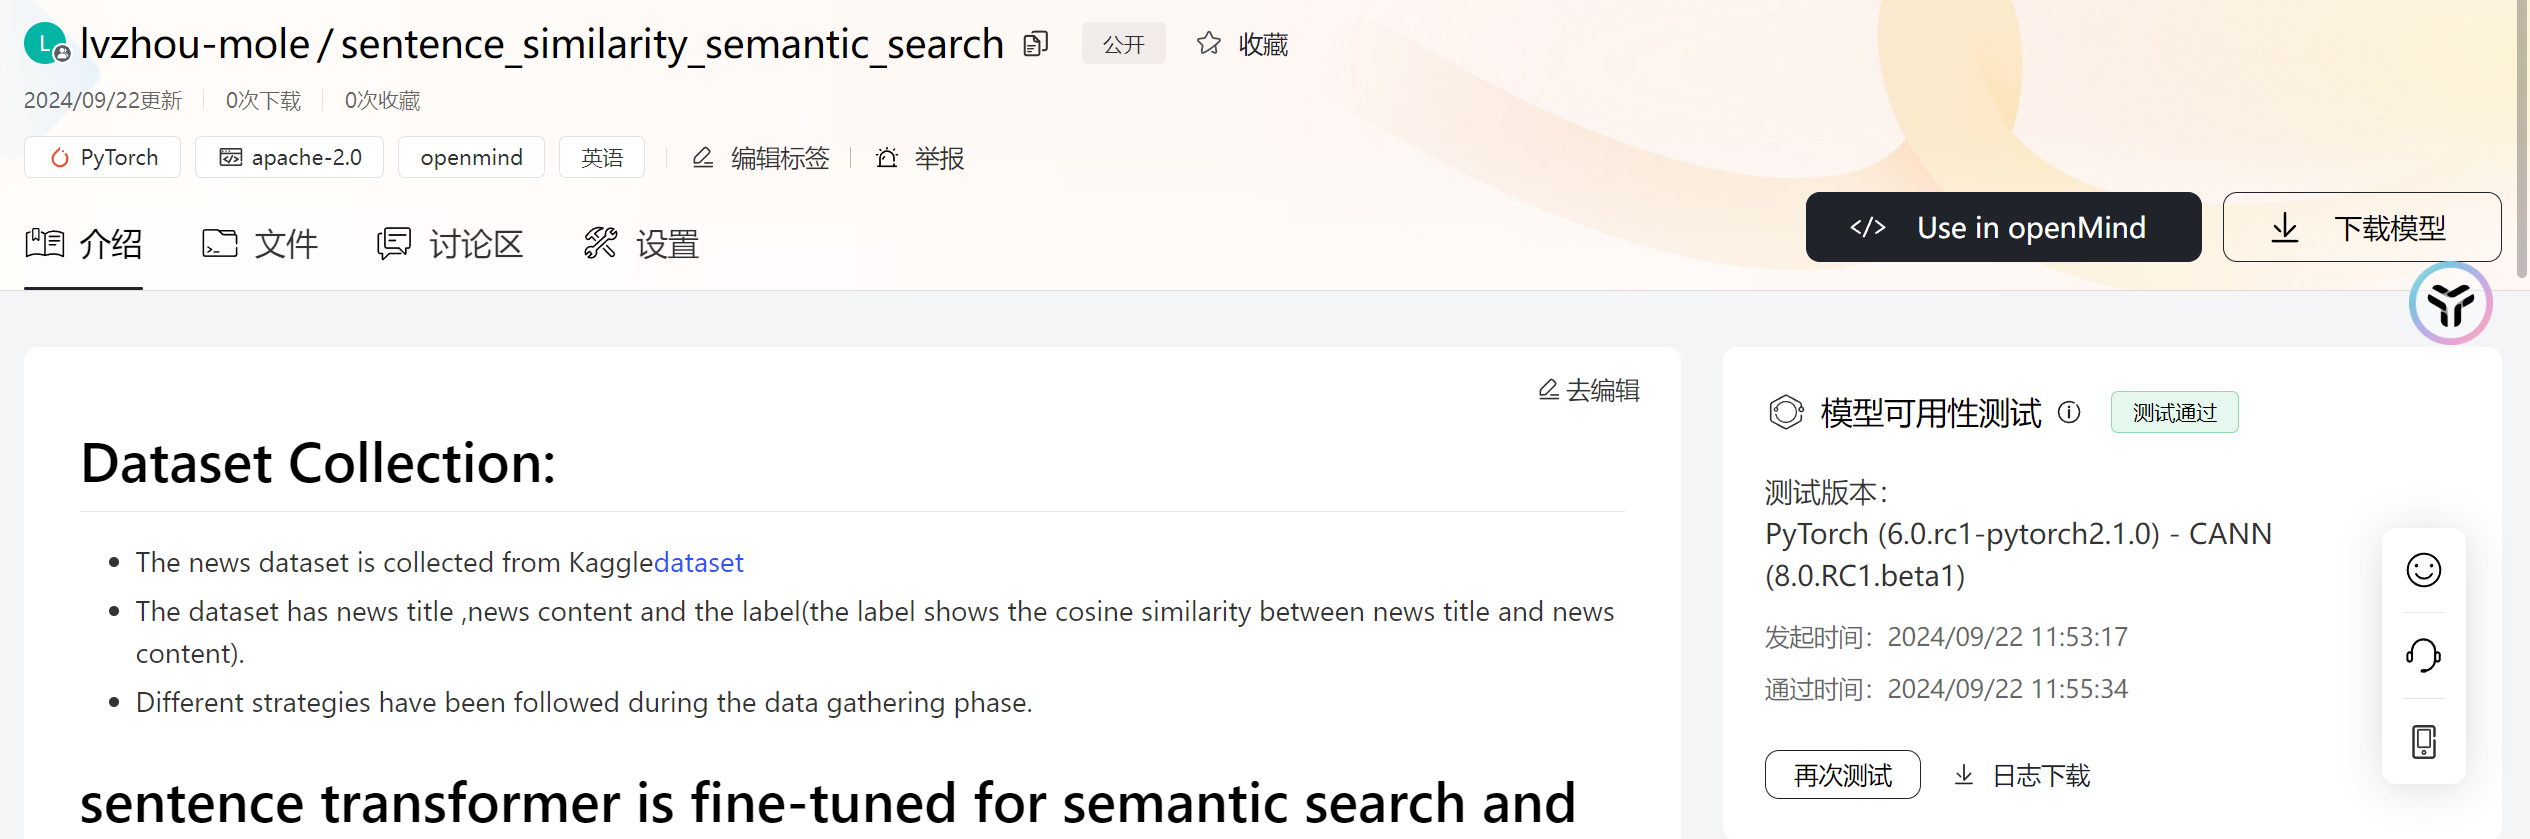 L lvzhou-mole / sentence_similarity_semantic_search 公开 收藏
2024/09/22更新 0次下载 0次收藏
PyTorch apache-2.0 openmind 英语 编辑标签 举报
介绍 文件 讨论区 设置
</> Use in openMind 下载模型
去编辑
Dataset Collection:
The news dataset is collected from Kaggledataset
The dataset has news title ,news content and the label(the label shows the cosine similarity between news title and news
content).
Different strategies have been followed during the data gathering phase.
sentence transformer is fine-tuned for semantic search and
模型可用性测试 测试通过
测试版本：
PyTorch (6.0.rc1-pytorch2.1.0) - CANN
(8.0.RC1.beta1)
发起时间：2024/09/22 11:53:17
通过时间：2024/09/22 11:55:34
再次测试 日志下载